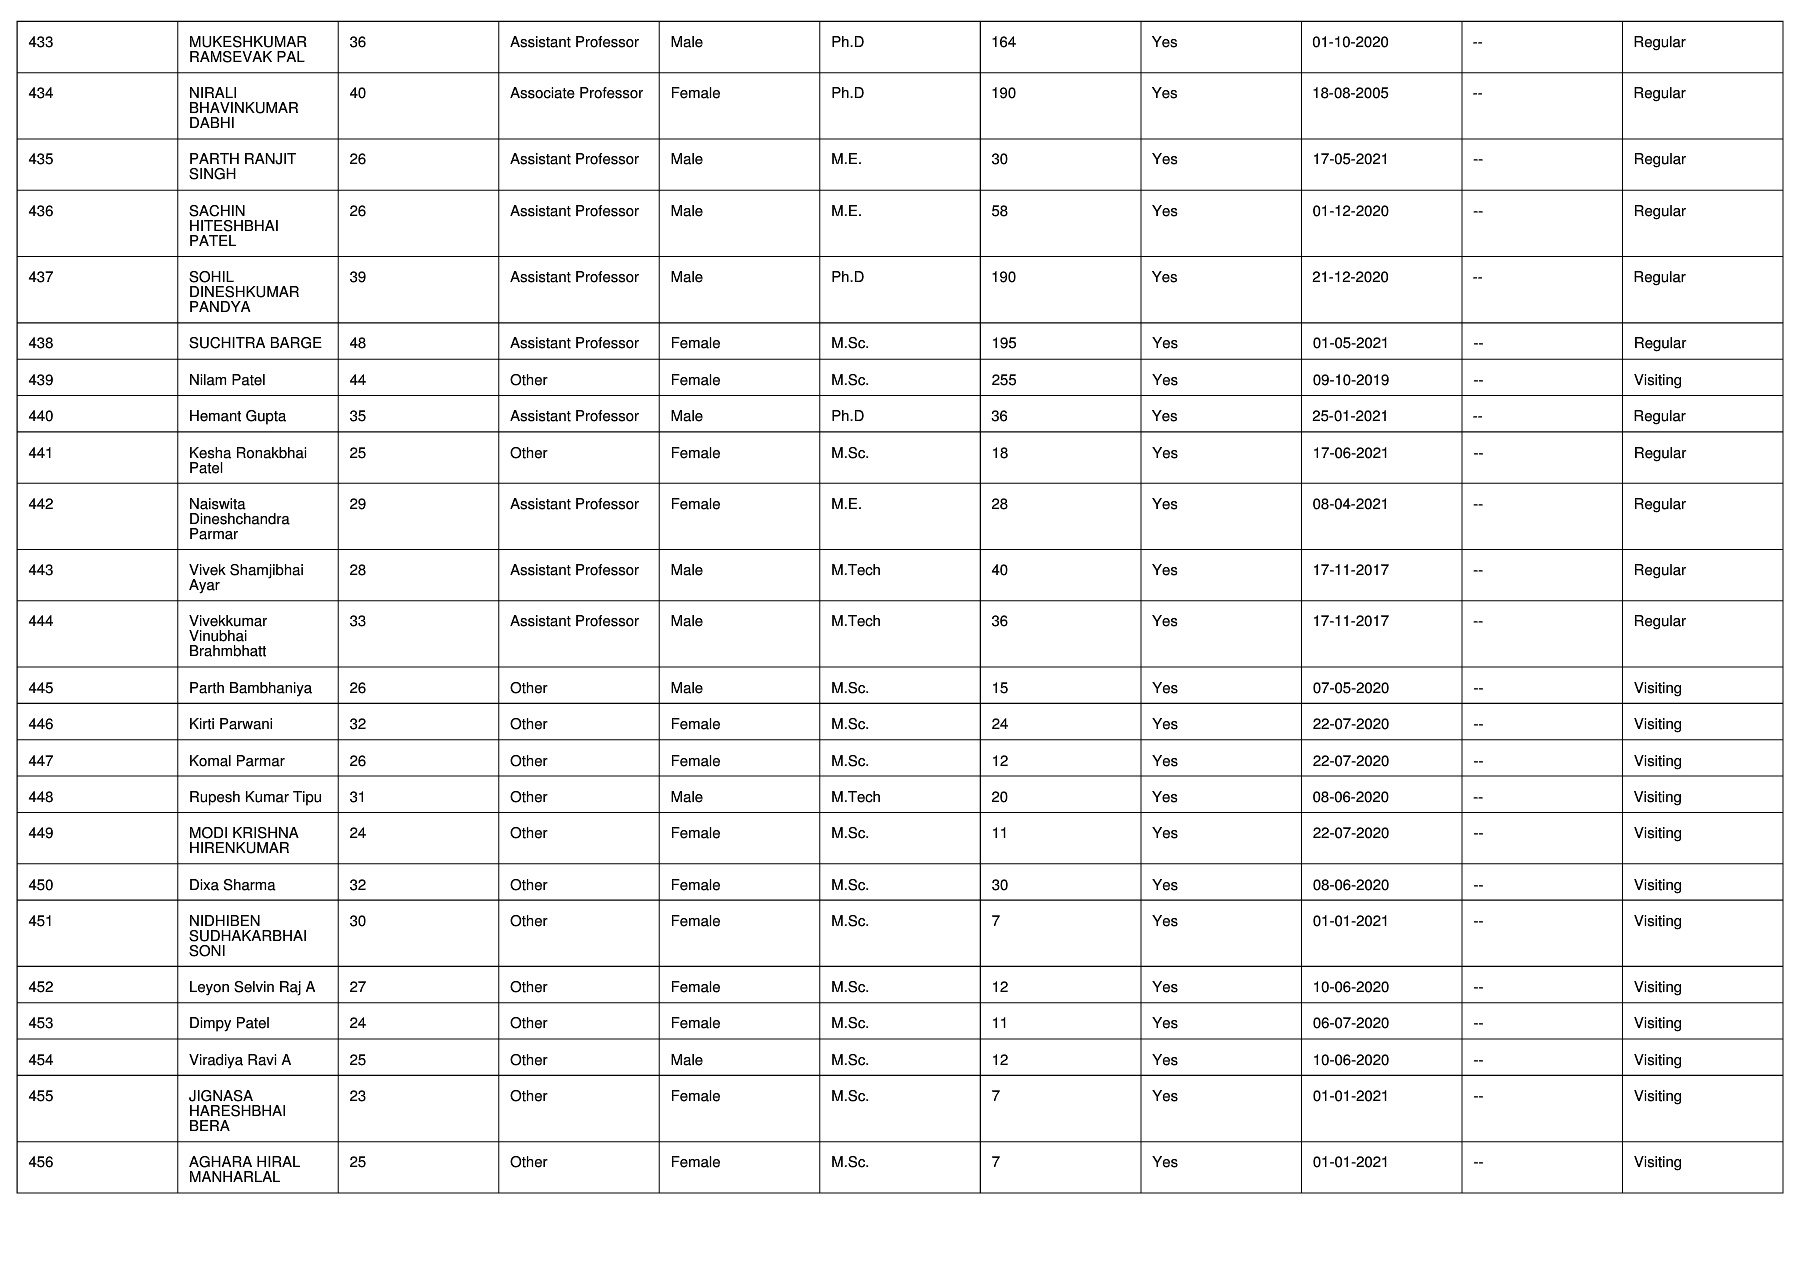 433 MUKESHKUMAR 36 Assistant Professor Male Ph.D 164 Yes 01-10-2020 -- Regular
RAMSEVAK PAL
434 NIRALI 40 Associate Professor Female Ph.D 190 Yes 18-08-2005 -- Regular
BHAVINKUMAR
DABHI
435 PARTH RANJIT 26 Assistant Professor Male M.E. 30 Yes 17-05-2021 -- Regular
SINGH
436 SACHIN 26 Assistant Professor Male M.E. 58 Yes 01-12-2020 -- Regular
HITESHBHAI
PATEL
437 SOHIL 39 Assistant Professor Male Ph.D 190 Yes 21-12-2020 -- Regular
DINESHKUMAR
PANDYA
438 SUCHITRA BARGE 48 Assistant Professor Female M.Sc. 195 Yes 01-05-2021 -- Regular
439 Nilam Patel 44 Other Female M.Sc. 255 Yes 09-10-2019 -- Visiting
440 Hemant Gupta 35 Assistant Professor Male Ph.D 36 Yes 25-01-2021 -- Regular
441 Kesha Ronakbhai 25 Other Female M.Sc. 18 Yes 17-06-2021 -- Regular
Patel
442 Naiswita 29 Assistant Professor Female M.E. 28 Yes 08-04-2021 -- Regular
Dineshchandra
Parmar
443 Vivek Shamjibhai 28 Assistant Professor Male M.Tech 40 Yes 17-11-2017 -- Regular
Ayar
444 Vivekkumar 33 Assistant Professor Male M.Tech 36 Yes 17-11-2017 -- Regular
Vinubhai
Brahmbhatt
445 Parth Bambhaniya 26 Other Male M.Sc. 15 Yes 07-05-2020 -- Visiting
446 Kirti Parwani 32 Other Female M.Sc. 24 Yes 22-07-2020 -- Visiting
447 Komal Parmar 26 Other Female M.Sc. 12 Yes 22-07-2020 -- Visiting
448 Rupesh Kumar Tipu 31 Other Male M.Tech 20 Yes 08-06-2020 -- Visiting
449 MODI KRISHNA 24 Other Female M.Sc. 11 Yes 22-07-2020 -- Visiting
HIRENKUMAR
450 Dixa Sharma 32 Other Female M.Sc. 30 Yes 08-06-2020 -- Visiting
451 NIDHIBEN 30 Other Female M.Sc. 7 Yes 01-01-2021 -- Visiting
SUDHAKARBHAI
SONI
452 Leyon Selvin Raj A 27 Other Female M.Sc. 12 Yes 10-06-2020 -- Visiting
453 Dimpy Patel 24 Other Female M.Sc. 11 Yes 06-07-2020 -- Visiting
454 Viradiya Ravi A 25 Other Male M.Sc. 12 Yes 10-06-2020 -- Visiting
455 JIGNASA 23 Other Female M.Sc. 7 Yes 01-01-2021 -- Visiting
HARESHBHAI
BERA
456 AGHARA HIRAL 25 Other Female M.Sc. 7 Yes 01-01-2021 -- Visiting
MANHARLAL